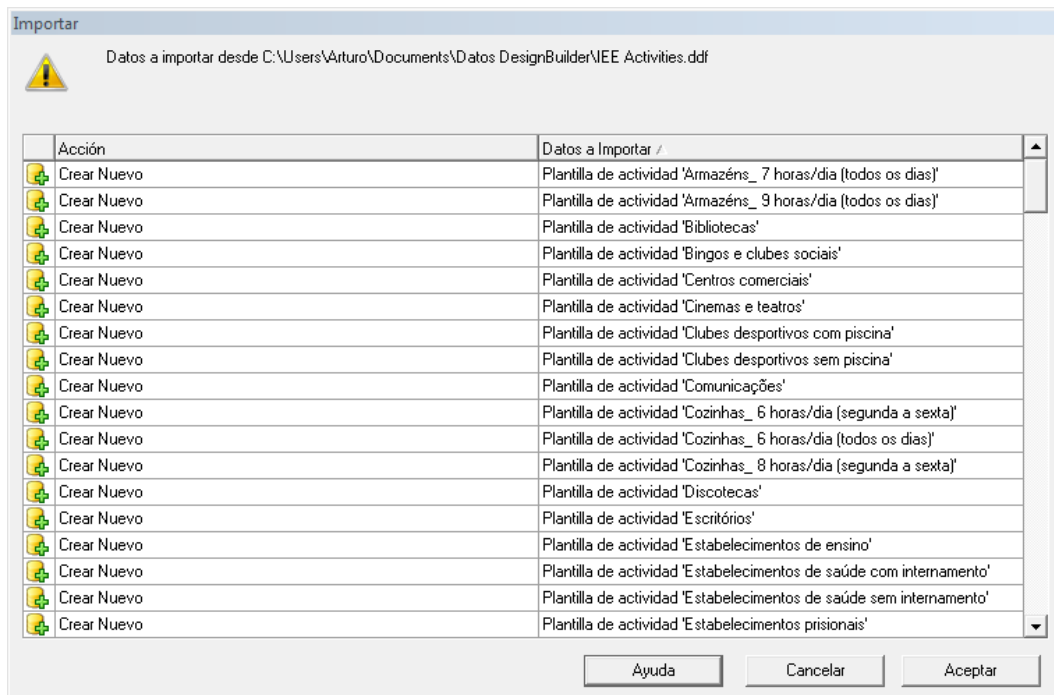 Importar
Datos a importar desde C:\Users\Arturo\Documents\Datos DesignBuilder\IEE Activities.ddf
Acción Datos a Importar
Crear Nuevo Plantilla de actividad 'Armazéns_ 7 horas/dia (todos os dias)'
Crear Nuevo Plantilla de actividad 'Armazéns_ 9 horas/dia (todos os dias)'
Crear Nuevo Plantilla de actividad 'Bibliotecas'
Crear Nuevo Plantilla de actividad 'Bingos e clubes sociais'
Crear Nuevo Plantilla de actividad 'Centros comerciais'
Crear Nuevo Plantilla de actividad 'Cinemas e teatros'
Crear Nuevo Plantilla de actividad 'Clubes desportivos com piscina'
Crear Nuevo Plantilla de actividad 'Clubes desportivos sem piscina'
Crear Nuevo Plantilla de actividad 'Comunicações'
Crear Nuevo Plantilla de actividad 'Cozinhas_ 6 horas/dia (segunda a sexta)'
Crear Nuevo Plantilla de actividad 'Cozinhas_ 6 horas/dia (todos os dias)'
Crear Nuevo Plantilla de actividad 'Cozinhas_ 8 horas/dia (segunda a sexta)'
Crear Nuevo Plantilla de actividad 'Discotecas'
Crear Nuevo Plantilla de actividad 'Escritórios'
Crear Nuevo Plantilla de actividad 'Estabelecimentos de ensino'
Crear Nuevo Plantilla de actividad 'Estabelecimentos de saúde com internamento'
Crear Nuevo Plantilla de actividad 'Estabelecimentos de saúde sem internamento'
Crear Nuevo Plantilla de actividad 'Estabelecimentos prisionais'
Ayuda Cancelar Aceptar